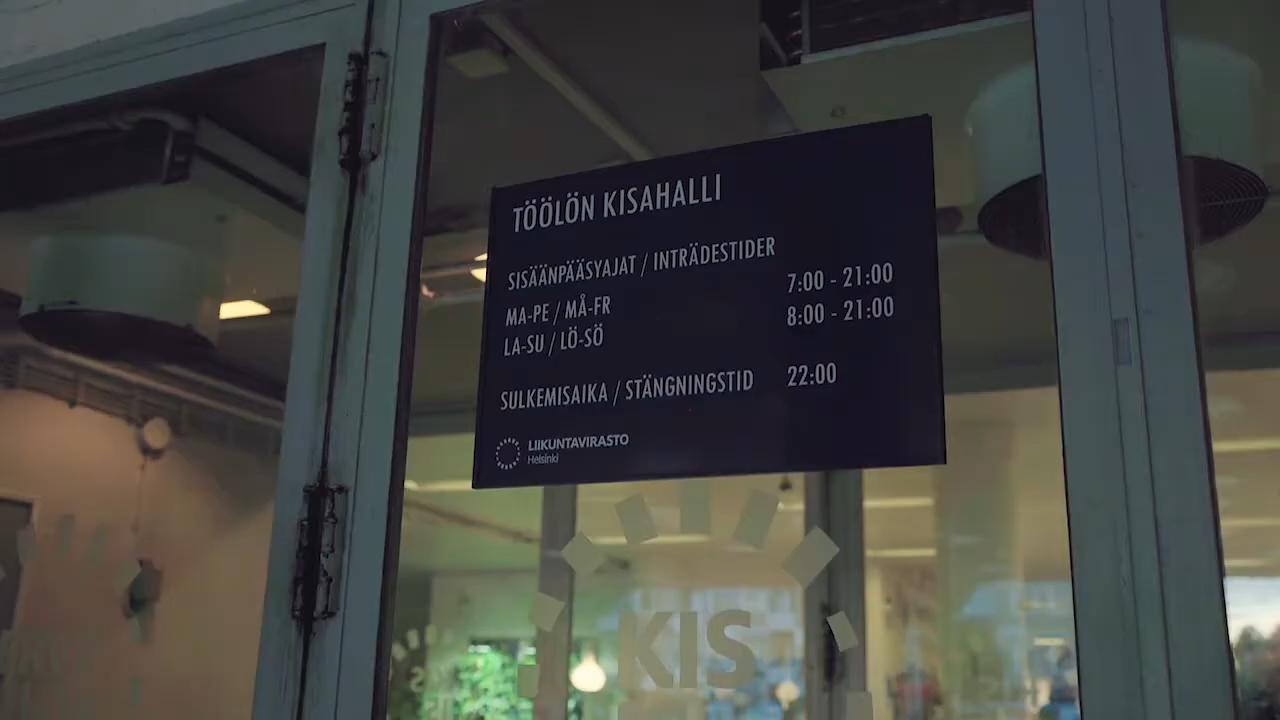 TÖÖLÖN KISAHALLI
SISÄÄNPÄÄSYAJAT / INTRÄDESTIDER
MA-PE / MÅ-FR 7:00 - 21:00
LA-SU / LÖ-SÖ 8:00 - 21:00
SULKEMISAIKA / STÄNGNINGSTID 22:00
LIIKUNTAVIRASTO
Helsinki
KIS